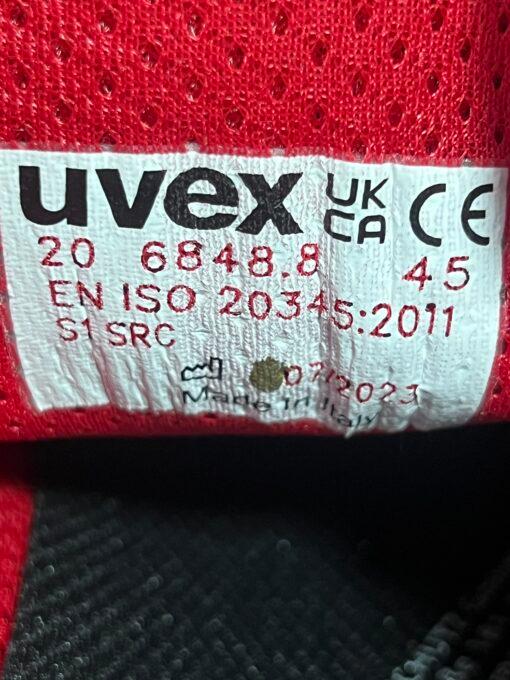 uvex UK CA CE
20 6848.8 45
EN ISO 20345:2011
S1 SRC
07/2023
Made in Italy